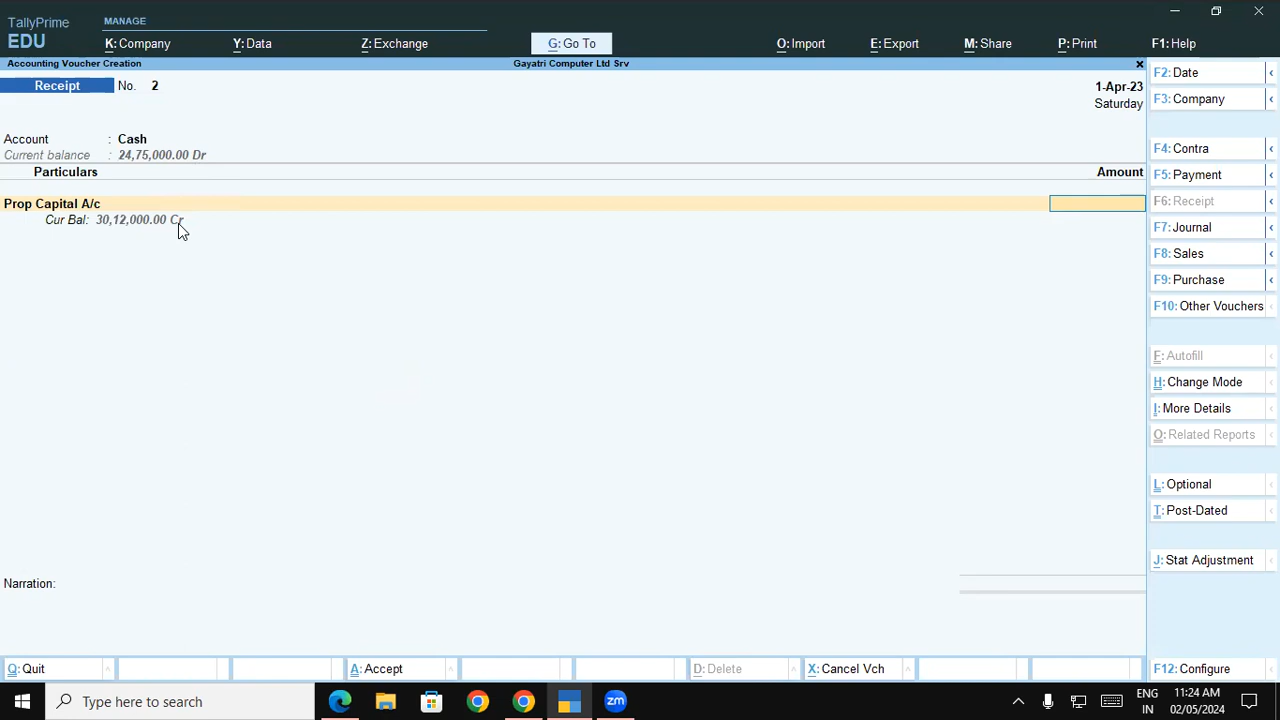 TallyPrime
EDU
MANAGE
K: Company
Y: Data
Z: Exchange
G: Go To
O: Import
E: Export
M: Share
P: Print
F1: Help
Accounting Voucher Creation
Gayatri Computer Ltd Srv
×
Receipt No. 2
1-Apr-23
Saturday
Account : Cash
Current balance : 24,75,000.00 Dr
Particulars
Amount
Prop Capital A/c
Cur Bal: 30,12,000.00 Cr
Narration:
F2: Date
F3: Company
F4: Contra
F5: Payment
F6: Receipt
F7: Journal
F8: Sales
F9: Purchase
F10: Other Vouchers
F: Autofill
H: Change Mode
I: More Details
O: Related Reports
L: Optional
T: Post-Dated
J: Stat Adjustment
Q: Quit
A: Accept
D: Delete
X: Cancel Vch
F12: Configure
Type here to search
zm
ENG
IN
11:24 AM
02/05/2024